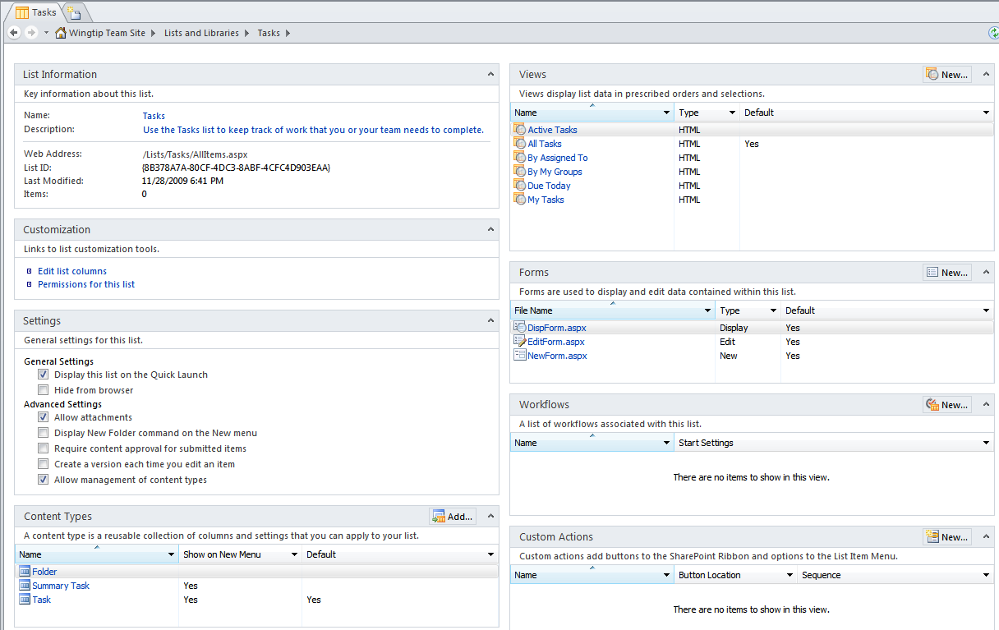 Tasks
Wingtip Team Site Lists and Libraries Tasks
List Information
Key information about this list.
Name: Tasks
Description: Use the Tasks list to keep track of work that you or your team needs to complete.
Web Address: /Lists/Tasks/AllItems.aspx
List ID: {8B378A7A-80CF-4DC3-8ABF-4CFC4D903EAA}
Last Modified: 11/28/2009 6:41 PM
Items: 0
Customization
Links to list customization tools.
Edit list columns
Permissions for this list
Settings
General settings for this list.
General Settings
Display this list on the Quick Launch
Hide from browser
Advanced Settings
Allow attachments
Display New Folder command on the New menu
Require content approval for submitted items
Create a version each time you edit an item
Allow management of content types
Content Types Add...
A content type is a reusable collection of columns and settings that you can apply to your list.
Name Show on New Menu Default
Folder
Summary Task Yes
Task Yes Yes
Views New...
Views display list data in prescribed orders and selections.
Name Type Default
Active Tasks HTML
All Tasks HTML Yes
By Assigned To HTML
By My Groups HTML
Due Today HTML
My Tasks HTML
Forms New...
Forms are used to display and edit data contained within this list.
File Name Type Default
DispForm.aspx Display Yes
EditForm.aspx Edit Yes
NewForm.aspx New Yes
Workflows New...
A list of workflows associated with this list.
Name Start Settings
There are no items to show in this view.
Custom Actions New...
Custom actions add buttons to the SharePoint Ribbon and options to the List Item Menu.
Name Button Location Sequence
There are no items to show in this view.